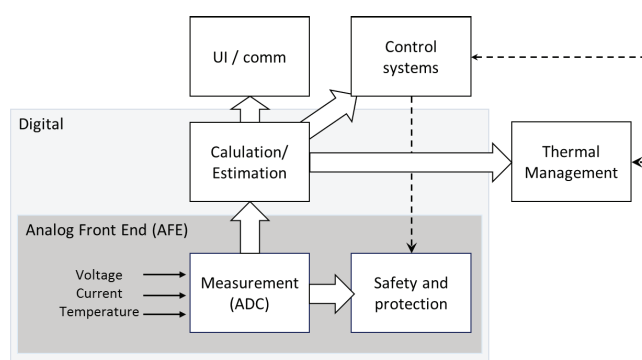 UI / comm
Control
systems
Digital
Calulation/
Estimation
Thermal
Management
Analog Front End (AFE)
Voltage
Current
Temperature
Measurement
(ADC)
Safety and
protection